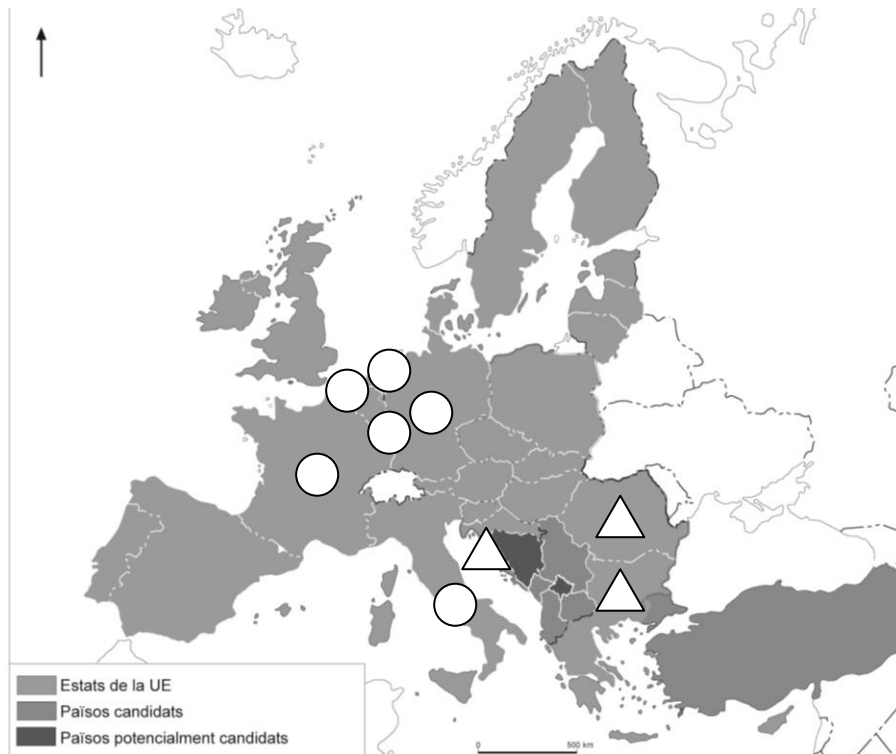 Estats de la UE
Països candidats
Països potencialment candidats
0 500 km